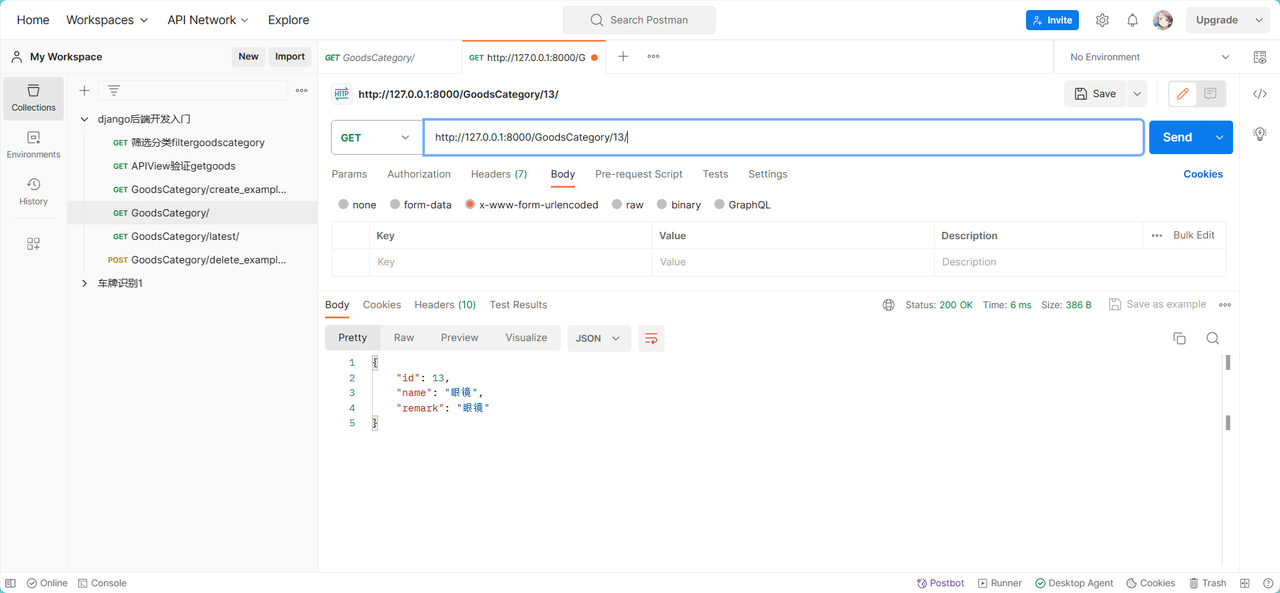 Home Workspaces API Network Explore Search Postman Invite Upgrade
My Workspace New Import GET GoodsCategory/ GET http://127.0.0.1:8000/G No Environment
HTTP http://127.0.0.1:8000/GoodsCategory/13/ Save
Collections
Environments
History
django后端开发入门
GET 筛选分类filtergoodscategory
GET APIView验证getgoods
GET GoodsCategory/create_exampl...
GET GoodsCategory/
GET GoodsCategory/latest/
POST GoodsCategory/delete_exampl...
车牌识别1
GET http://127.0.0.1:8000/GoodsCategory/13/ Send
Params Authorization Headers (7) Body Pre-request Script Tests Settings Cookies
none form-data x-www-form-urlencoded raw binary GraphQL
Key Value Description Bulk Edit
Key Value Description
Body Cookies Headers (10) Test Results Status: 200 OK Time: 6 ms Size: 386 B Save as example
Pretty Raw Preview Visualize JSON
1 {
2 "id": 13,
3 "name": "眼镜",
4 "remark": "眼镜"
5 }
Online Console Postbot Runner Desktop Agent Cookies Trash